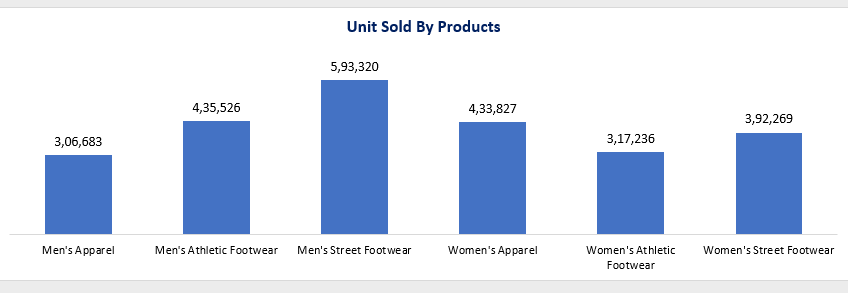 Unit Sold By Products
3,06,683
4,35,526
5,93,320
4,33,827
3,17,236
3,92,269
Men's Apparel
Men's Athletic Footwear
Men's Street Footwear
Women's Apparel
Women's Athletic
Footwear
Women's Street Footwear